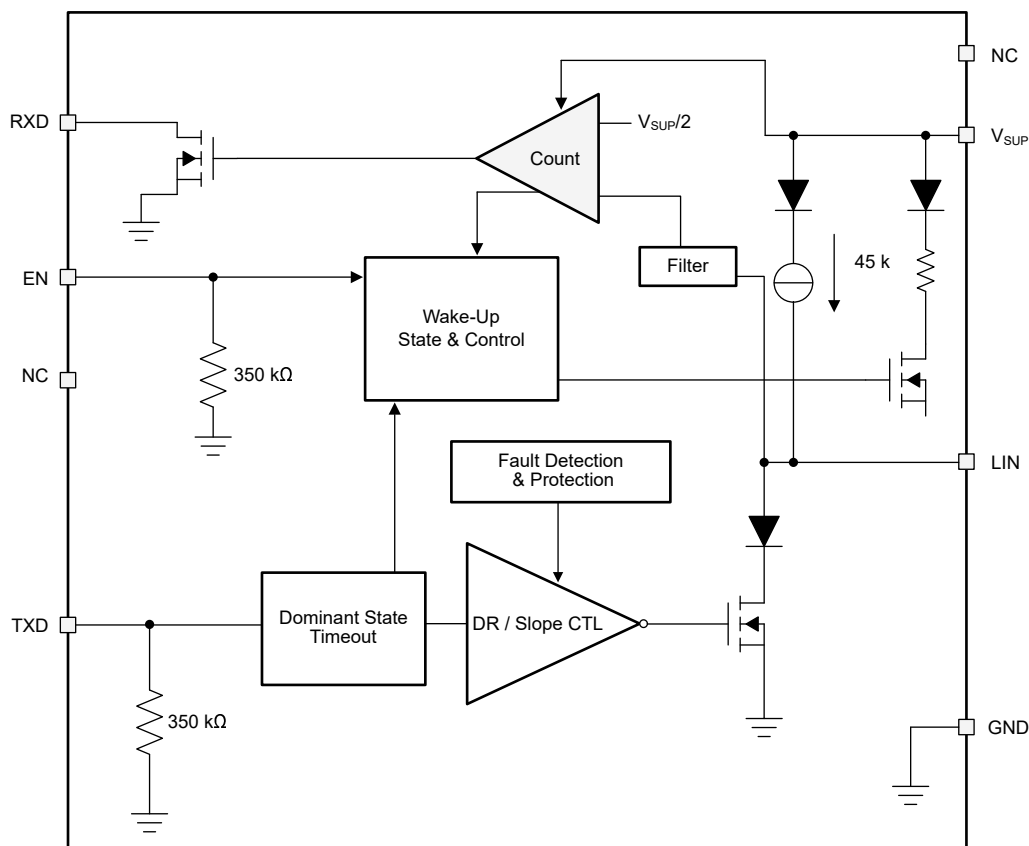 NC
RXD
V_SUP/2
V_SUP
Count
EN
Filter
45 k
Wake-Up
State & Control
NC
350 kΩ
Fault Detection
& Protection
LIN
TXD
Dominant State
Timeout
DR / Slope CTL
350 kΩ
GND